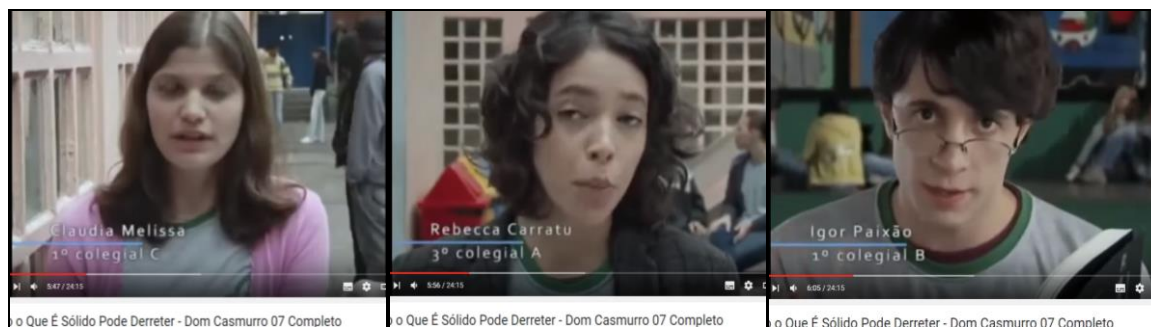 Claudia Melissa
1º colegial C
5:47 / 24:15
o Que É Sólido Pode Derreter - Dom Casmurro 07 Completo
Rebecca Carratu
3º colegial A
5:56 / 24:15
o Que É Sólido Pode Derreter - Dom Casmurro 07 Completo
Igor Paixão
1º colegial B
6:05 / 24:15
o Que É Sólido Pode Derreter - Dom Casmurro 07 Completo